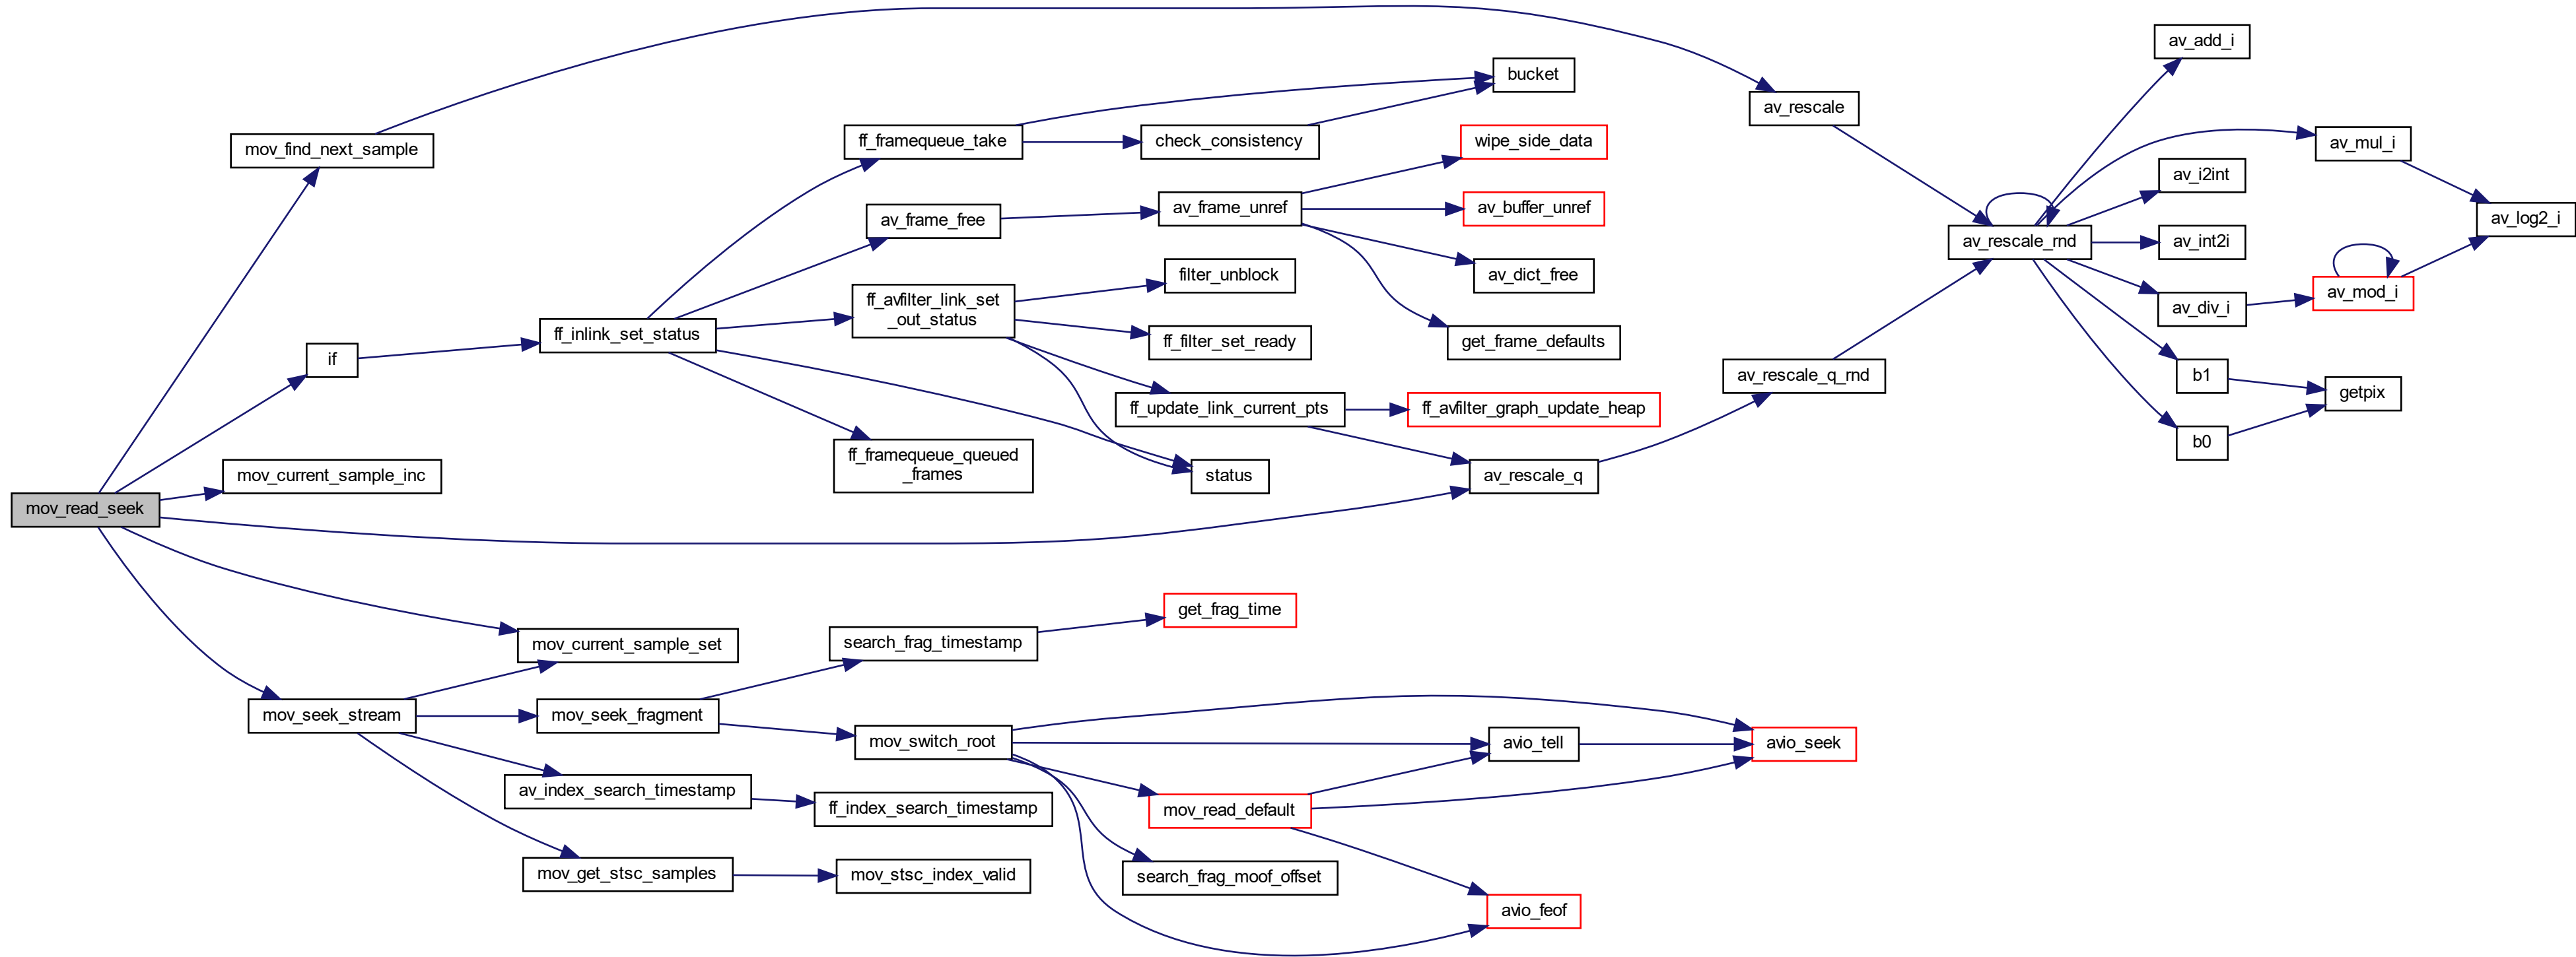 mov_read_seek
mov_find_next_sample
if
mov_current_sample_inc
mov_seek_stream
ff_inlink_set_status
mov_current_sample_set
mov_seek_fragment
av_index_search_timestamp
mov_get_stsc_samples
ff_framequeue_take
av_frame_free
ff_avfilter_link_set
_out_status
ff_framequeue_queued
_frames
search_frag_timestamp
mov_switch_root
ff_index_search_timestamp
mov_stsc_index_valid
check_consistency
av_frame_unref
filter_unblock
ff_filter_set_ready
ff_update_link_current_pts
status
get_frag_time
mov_read_default
search_frag_moof_offset
bucket
wipe_side_data
av_buffer_unref
av_dict_free
get_frame_defaults
ff_avfilter_graph_update_heap
av_rescale_q
avio_tell
avio_feof
av_rescale
av_rescale_q_rnd
avio_seek
av_rescale_rnd
av_add_i
av_mul_i
av_i2int
av_int2i
av_div_i
b1
b0
av_mod_i
getpix
av_log2_i